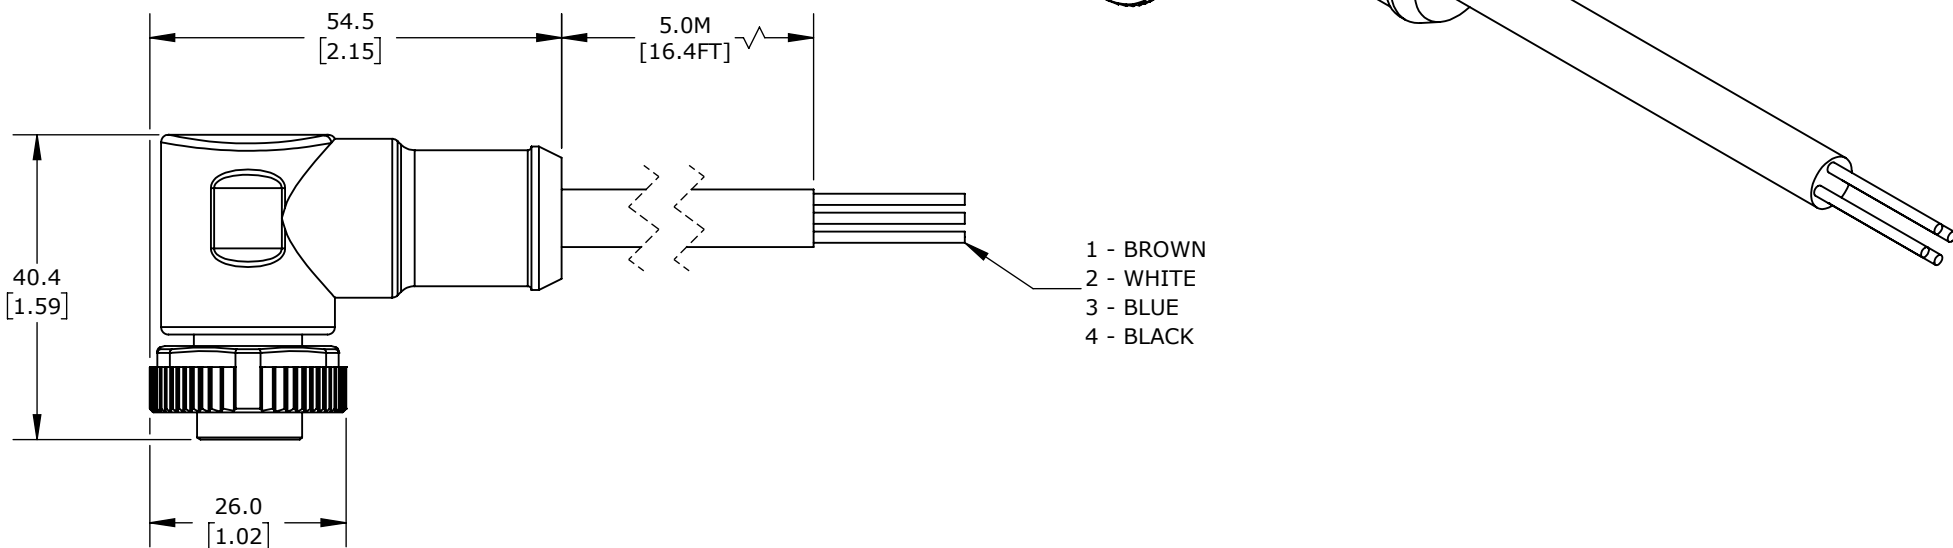 54.5
[2.15]
5.0M
[16.4FT]
40.4
[1.59]
1 - BROWN
2 - WHITE
3 - BLUE
4 - BLACK
26.0
[1.02]